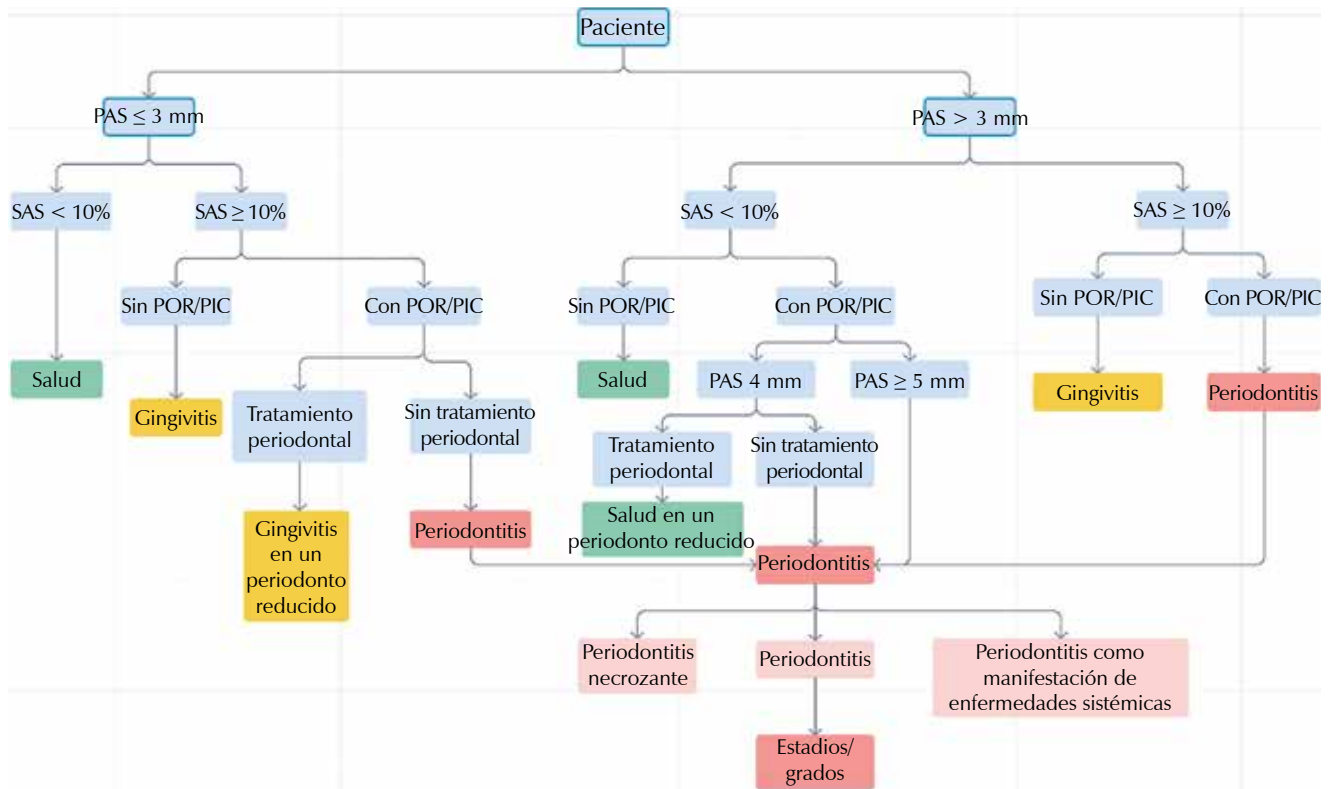 Paciente
PAS ≤ 3 mm
PAS > 3 mm
SAS < 10%
SAS ≥ 10%
SAS < 10%
SAS ≥ 10%
Sin POR/PIC
Con POR/PIC
Sin POR/PIC
Con POR/PIC
Sin POR/PIC
Con POR/PIC
Salud
Gingivitis
Tratamiento
periodontal
Sin tratamiento
periodontal
Salud
PAS 4 mm
PAS ≥ 5 mm
Gingivitis
Periodontitis
Tratamiento
periodontal
Sin tratamiento
periodontal
Gingivitis
en un
periodonto
reducido
Periodontitis
Salud en un
periodonto reducido
Periodontitis
Periodontitis
necrozante
Periodontitis
Periodontitis como
manifestación de
enfermedades sistémicas
Estadios/
grados